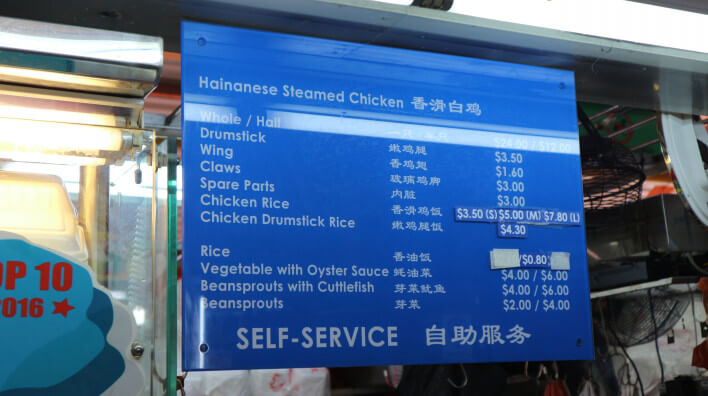 Hainanese Steamed Chicken 香滑白鸡
Whole / Half 一只 / 半只 $24.00 / $12.00
Drumstick 嫩鸡腿 $3.50
Wing 香鸡翅 $1.60
Claws 玻璃鸡脚 $3.00
Spare Parts 内脏 $3.00
Chicken Rice 香滑鸡饭 $3.50 (S) $5.00 (M) $7.80 (L)
Chicken Drumstick Rice 嫩鸡腿饭 $4.30
Rice 香油饭 /$0.80
Vegetable with Oyster Sauce 蚝油菜 $4.00 / $6.00
Beansprouts with Cuttlefish 芽菜鱿鱼 $4.00 / $6.00
Beansprouts 芽菜 $2.00 / $4.00
SELF-SERVICE 自助服务
OP 10
2016